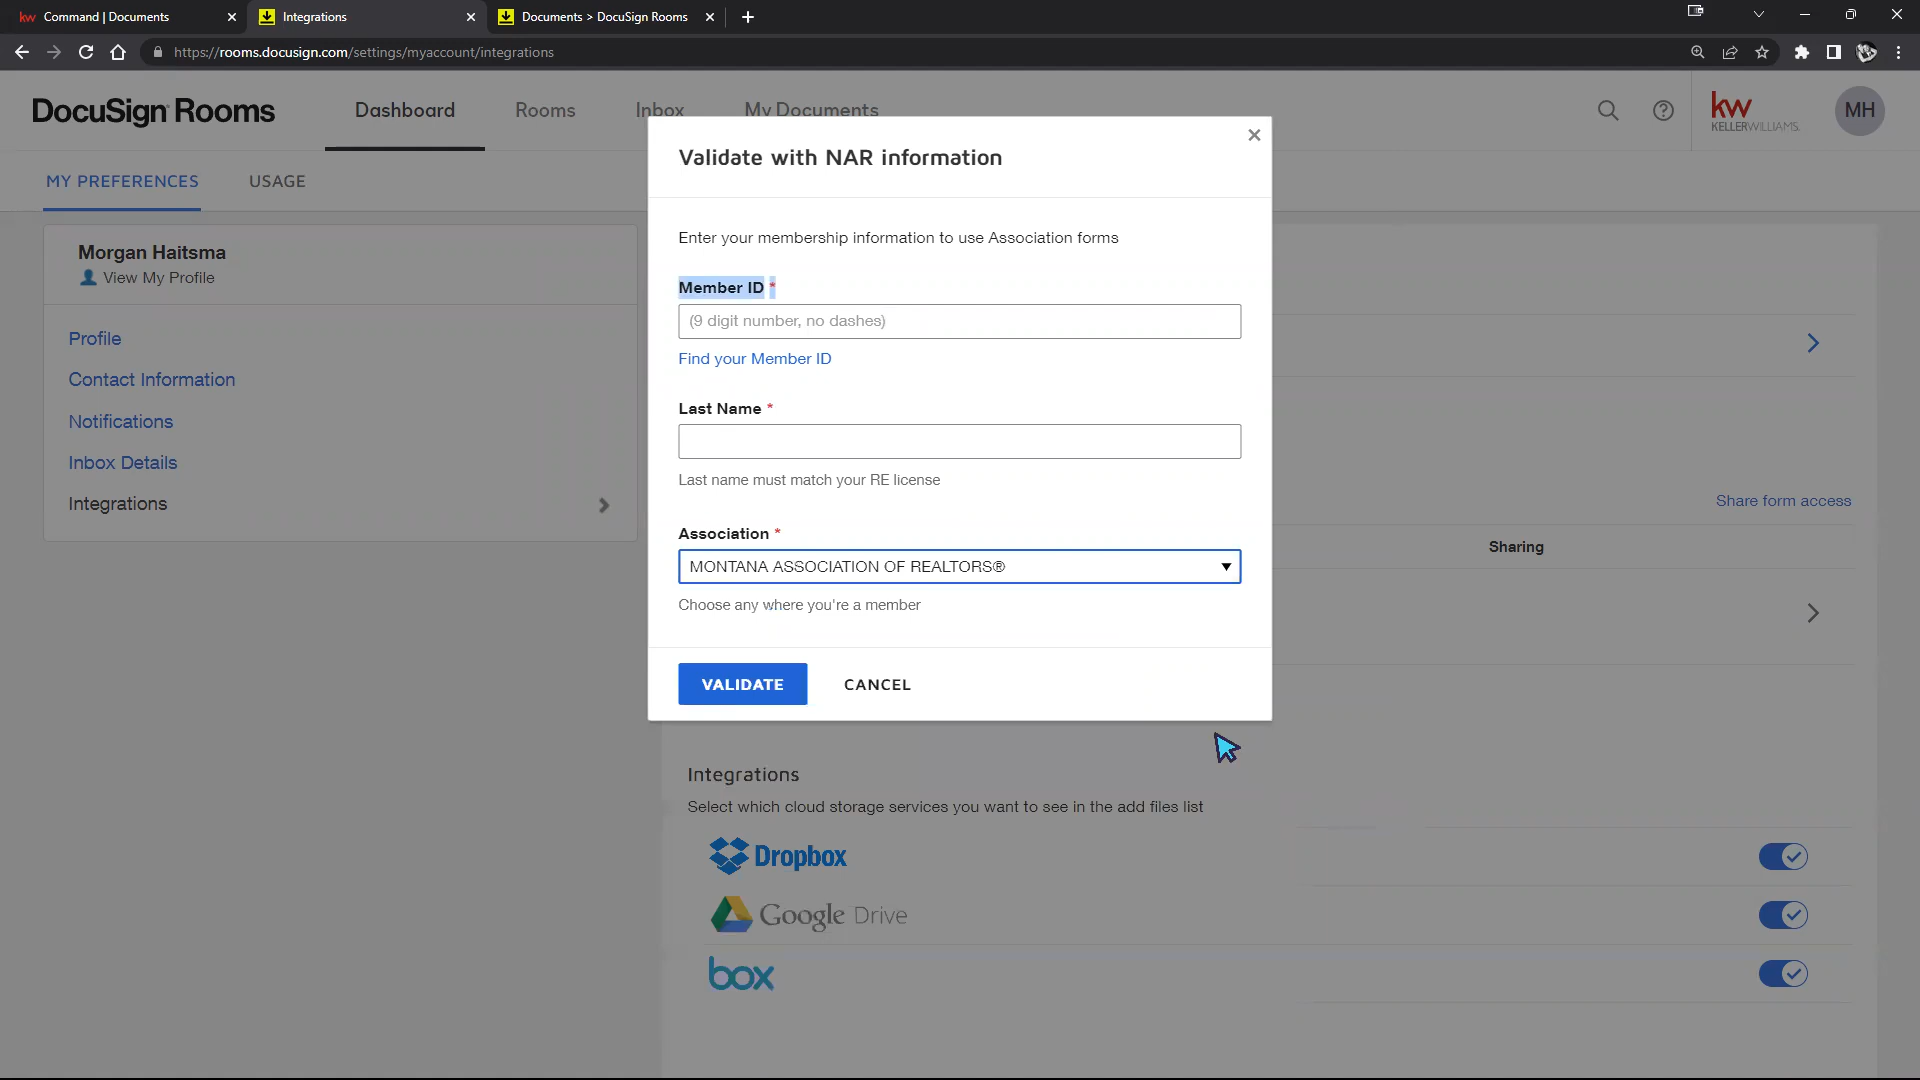 kw Command | Documents
Integrations
Documents > DocuSign Rooms
https://rooms.docusign.com/settings/myaccount/integrations
DocuSign Rooms
Dashboard
Rooms
Inbox
My Documents
kw
KELLERWILLIAMS.
MH
MY PREFERENCES
USAGE
Morgan Haitsma
View My Profile
Profile
Contact Information
Notifications
Inbox Details
Integrations
Validate with NAR information
Enter your membership information to use Association forms
Member ID *
(9 digit number, no dashes)
Find your Member ID
Last Name *
Last name must match your RE license
Association *
MONTANA ASSOCIATION OF REALTORS®
Choose any where you're a member
VALIDATE
CANCEL
Share form access
Sharing
Integrations
Select which cloud storage services you want to see in the add files list
Dropbox
Google Drive
box